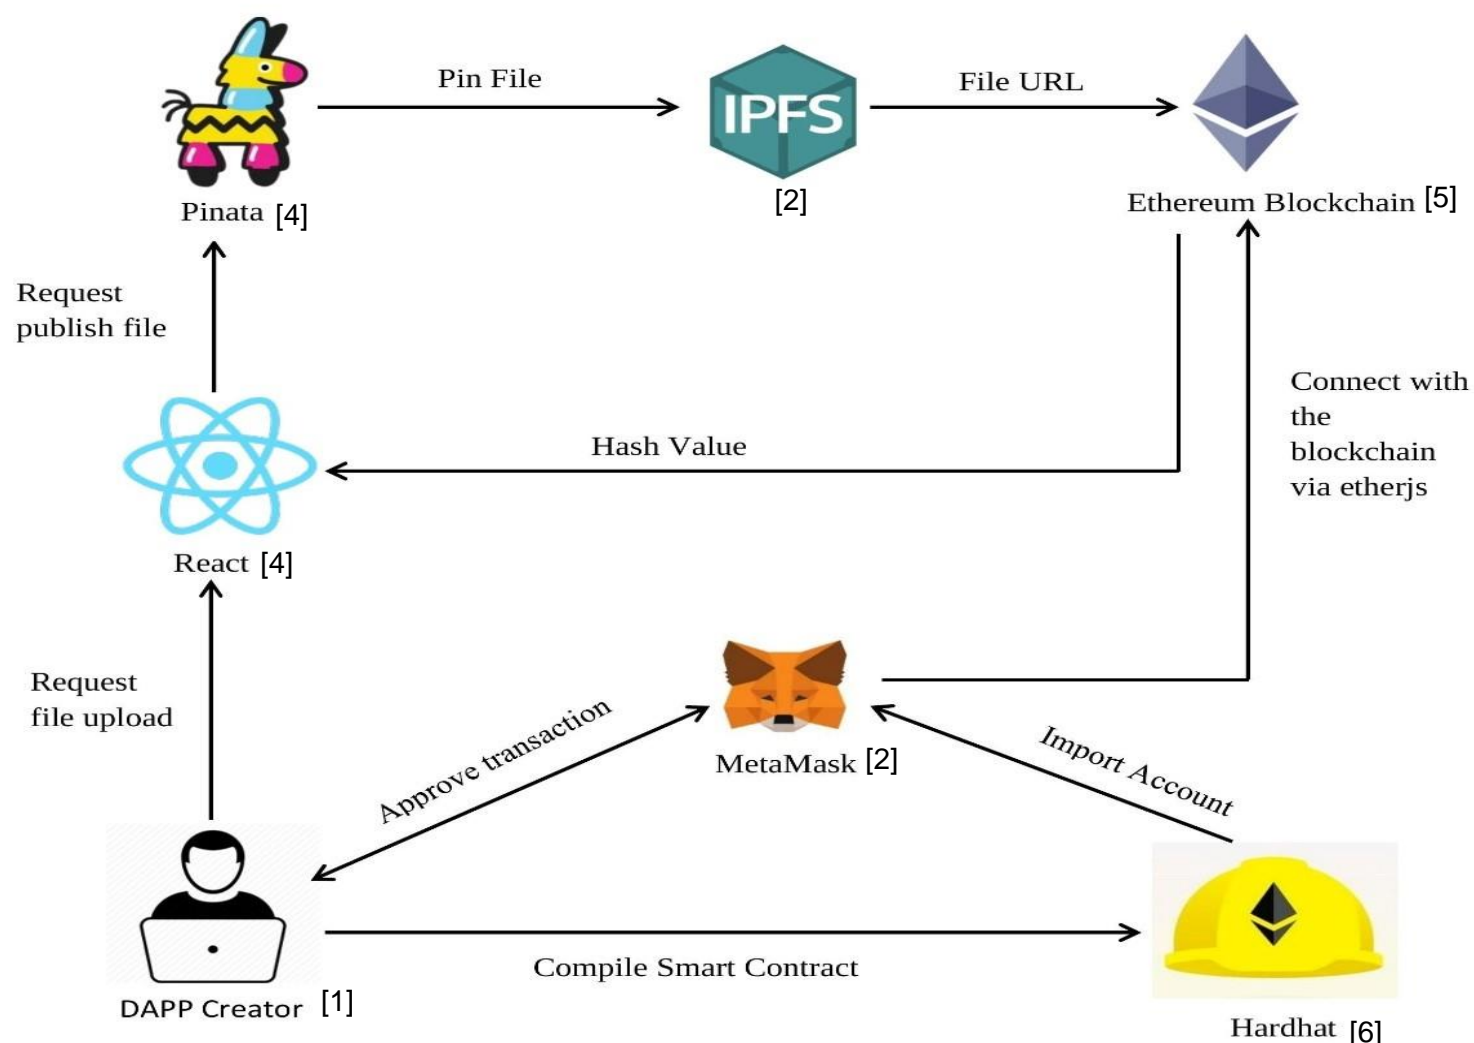 Pin File
File URL
IPFS
Pinata [4]
[2]
Ethereum Blockchain [5]
Request
publish file
Connect with
the
blockchain
via etherjs
Hash Value
React [4]
Request
file upload
Approve transaction
Import Account
MetaMask [2]
Compile Smart Contract
DAPP Creator [1]
Hardhat [6]